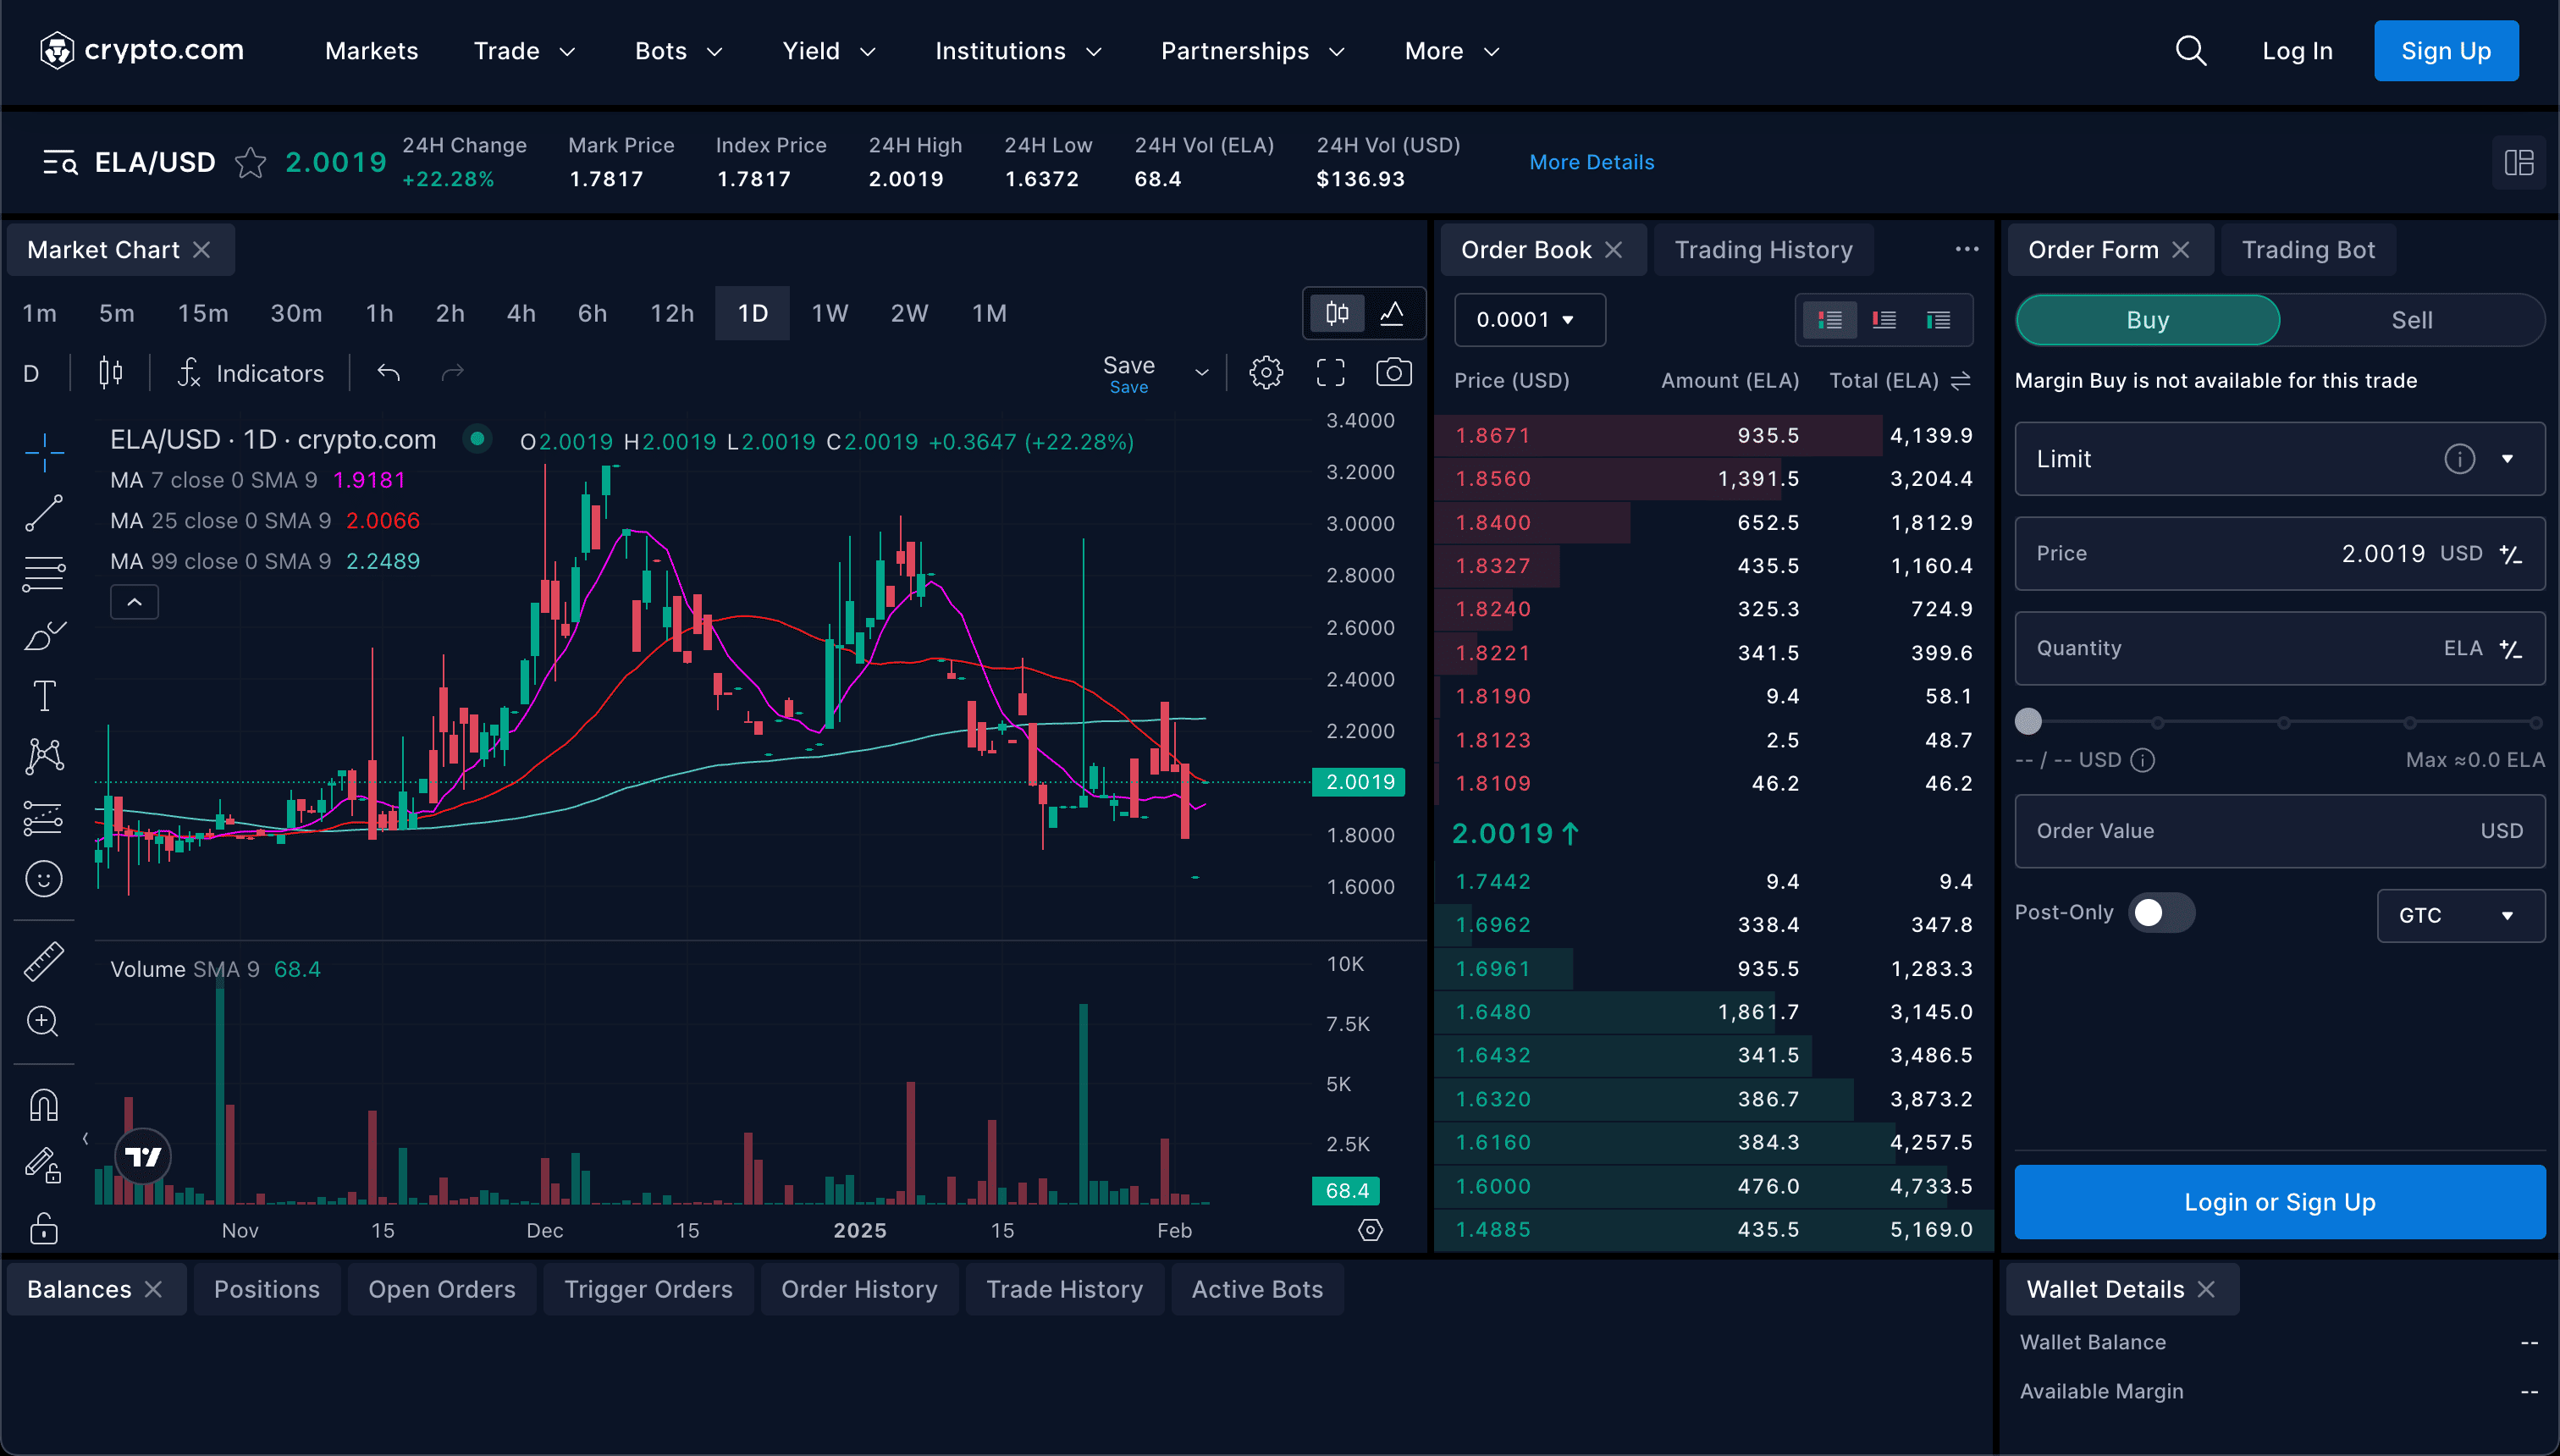 crypto.com Markets Trade Bots Yield Institutions Partnerships More Log In Sign Up
ELA/USD 2.0019
24H Change Mark Price Index Price 24H High 24H Low 24H Vol (ELA) 24H Vol (USD)
+22.28% 1.7817 1.7817 2.0019 1.6372 68.4 $136.93
More Details
Market Chart
1m 5m 15m 30m 1h 2h 4h 6h 12h 1D 1W 2W 1M
D Indicators Save
Save
ELA/USD · 1D · crypto.com O2.0019 H2.0019 L2.0019 C2.0019 +0.3647 (+22.28%)
MA 7 close 0 SMA 9 1.9181
MA 25 close 0 SMA 9 2.0066
MA 99 close 0 SMA 9 2.2489
3.4000
3.2000
3.0000
2.8000
2.6000
2.4000
2.2000
2.0019
1.8000
1.6000
Volume SMA 9 68.4
10K
7.5K
5K
2.5K
68.4
Nov 15 Dec 15 2025 15 Feb
Order Book Trading History
0.0001
Price (USD) Amount (ELA) Total (ELA)
1.8671 935.5 4,139.9
1.8560 1,391.5 3,204.4
1.8400 652.5 1,812.9
1.8327 435.5 1,160.4
1.8240 325.3 724.9
1.8221 341.5 399.6
1.8190 9.4 58.1
1.8123 2.5 48.7
1.8109 46.2 46.2
2.0019↑
1.7442 9.4 9.4
1.6962 338.4 347.8
1.6961 935.5 1,283.3
1.6480 1,861.7 3,145.0
1.6432 341.5 3,486.5
1.6320 386.7 3,873.2
1.6160 384.3 4,257.5
1.6000 476.0 4,733.5
1.4885 435.5 5,169.0
Order Form Trading Bot
Buy Sell
Margin Buy is not available for this trade
Limit
Price 2.0019 USD
Quantity ELA
-- / -- USD Max ≈0.0 ELA
Order Value USD
Post-Only GTC
Login or Sign Up
Balances Positions Open Orders Trigger Orders Order History Trade History Active Bots
Wallet Details
Wallet Balance --
Available Margin --